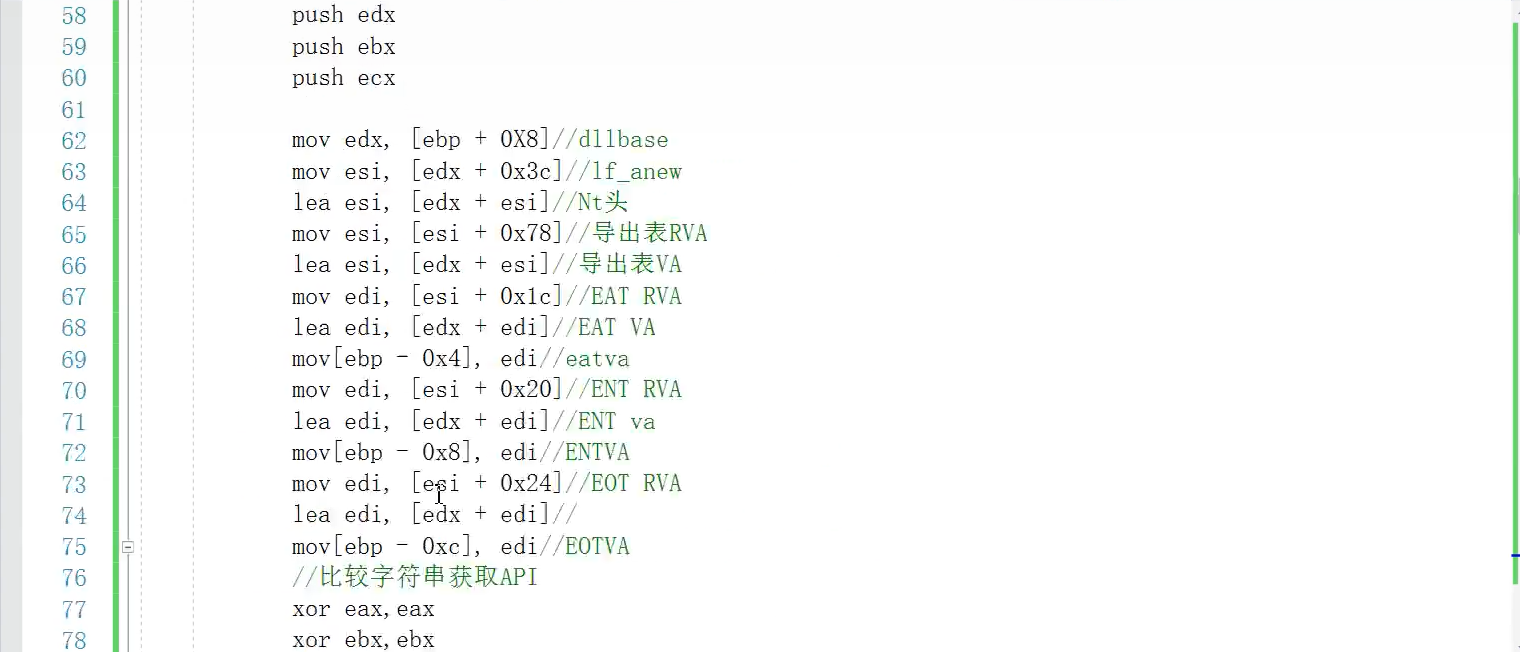 58 push edx
59 push ebx
60 push ecx
61
62 mov edx, [ebp + 0X8]//dllbase
63 mov esi, [edx + 0x3c]//lf_anew
64 lea esi, [edx + esi]//Nt头
65 mov esi, [esi + 0x78]//导出表RVA
66 lea esi, [edx + esi]//导出表VA
67 mov edi, [esi + 0x1c]//EAT RVA
68 lea edi, [edx + edi]//EAT VA
69 mov[ebp - 0x4], edi//eatva
70 mov edi, [esi + 0x20]//ENT RVA
71 lea edi, [edx + edi]//ENT va
72 mov[ebp - 0x8], edi//ENTVA
73 mov edi, [esi + 0x24]//EOT RVA
74 lea edi, [edx + edi]//
75 mov[ebp - 0xc], edi//EOTVA
76 //比较字符串获取API
77 xor eax,eax
78 xor ebx,ebx